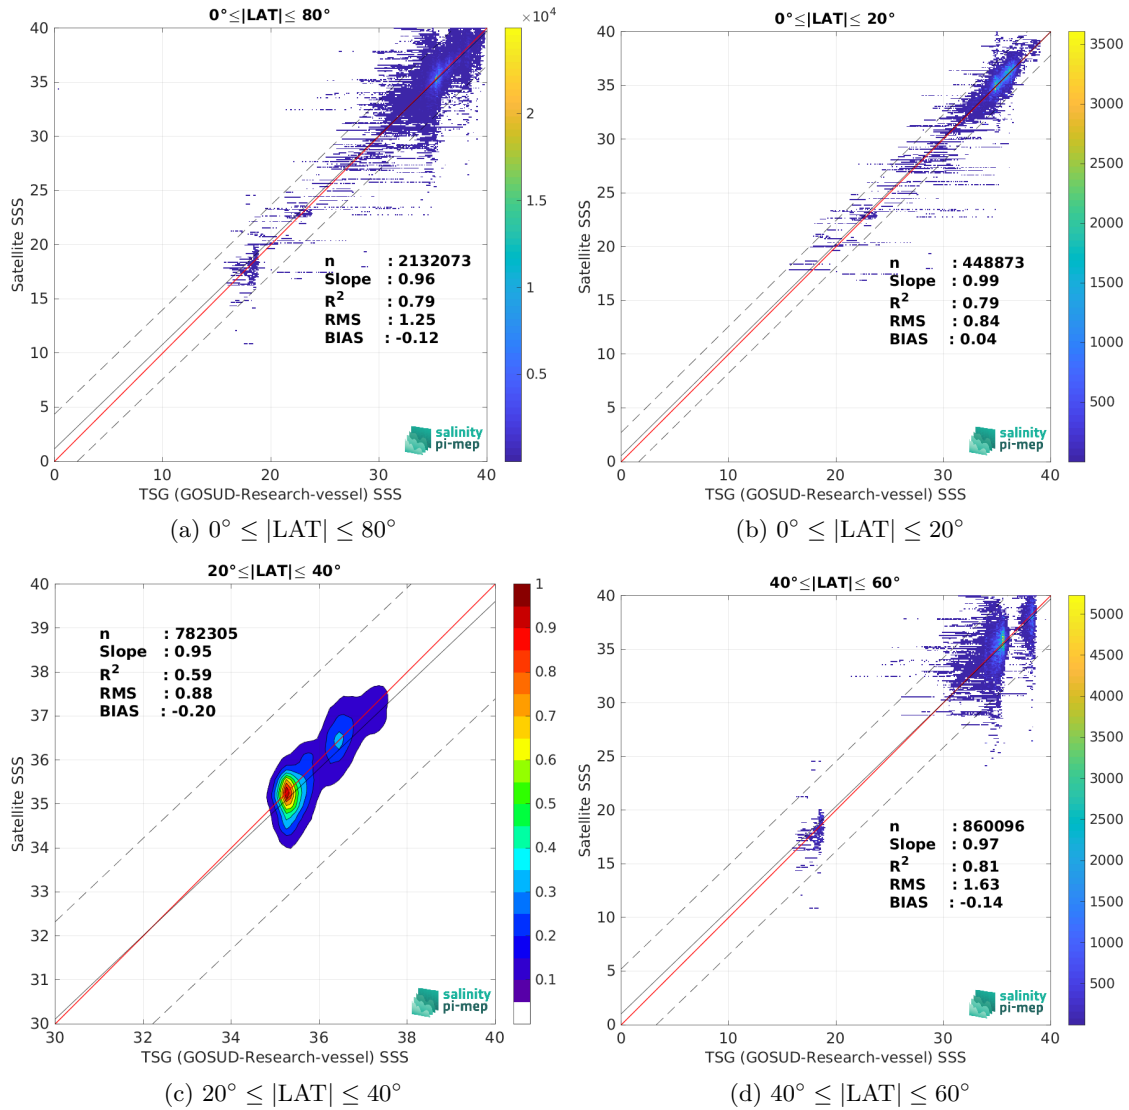 0°≤|LAT|≤ 80°
×10⁴
40
35
30
25
20
15
10
5
0
Satellite SSS
n : 2132073
Slope : 0.96
R² : 0.79
RMS : 1.25
BIAS : -0.12
salinity
pi-mep
0 10 20 30 40
TSG (GOSUD-Research-vessel) SSS
2
1.5
1
0.5
(a) 0° ≤ |LAT| ≤ 80°
0°≤|LAT|≤ 20°
40
35
30
25
20
15
10
5
0
Satellite SSS
n : 448873
Slope : 0.99
R² : 0.79
RMS : 0.84
BIAS : 0.04
salinity
pi-mep
0 10 20 30 40
TSG (GOSUD-Research-vessel) SSS
3500
3000
2500
2000
1500
1000
500
(b) 0° ≤ |LAT| ≤ 20°
20°≤|LAT|≤ 40°
40
39
38
37
36
35
34
33
32
31
30
Satellite SSS
n : 782305
Slope : 0.95
R² : 0.59
RMS : 0.88
BIAS : -0.20
salinity
pi-mep
30 32 34 36 38 40
TSG (GOSUD-Research-vessel) SSS
1
0.9
0.8
0.7
0.6
0.5
0.4
0.3
0.2
0.1
(c) 20° ≤ |LAT| ≤ 40°
40°≤|LAT|≤ 60°
40
35
30
25
20
15
10
5
0
Satellite SSS
n : 860096
Slope : 0.97
R² : 0.81
RMS : 1.63
BIAS : -0.14
salinity
pi-mep
0 10 20 30 40
TSG (GOSUD-Research-vessel) SSS
5000
4500
4000
3500
3000
2500
2000
1500
1000
500
(d) 40° ≤ |LAT| ≤ 60°